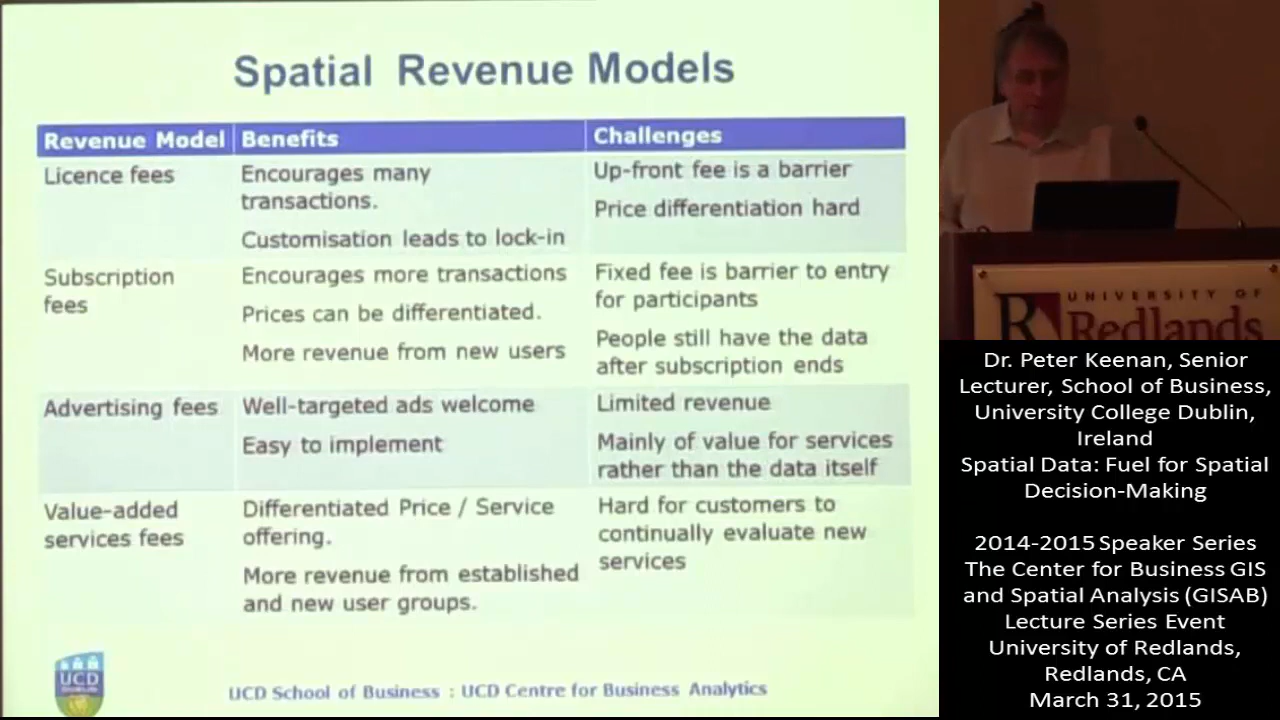 Spatial Revenue Models
Revenue Model Benefits Challenges
Licence fees
Encourages many
transactions.
Customisation leads to lock-in
Up-front fee is a barrier
Price differentiation hard
Subscription
fees
Encourages more transactions
Prices can be differentiated.
More revenue from new users
Fixed fee is barrier to entry
for participants
People still have the data
after subscription ends
Advertising fees
Well-targeted ads welcome
Easy to implement
Limited revenue
Mainly of value for services
rather than the data itself
Value-added
services fees
Differentiated Price / Service
offering.
More revenue from established
and new user groups.
Hard for customers to
continually evaluate new
services
UCD
DUBLIN
UCD School of Business : UCD Centre for Business Analytics
R UNIVERSITY OF
Redlands
Dr. Peter Keenan, Senior
Lecturer, School of Business,
University College Dublin,
Ireland
Spatial Data: Fuel for Spatial
Decision-Making
2014-2015 Speaker Series
The Center for Business GIS
and Spatial Analysis (GISAB)
Lecture Series Event
University of Redlands,
Redlands, CA
March 31, 2015